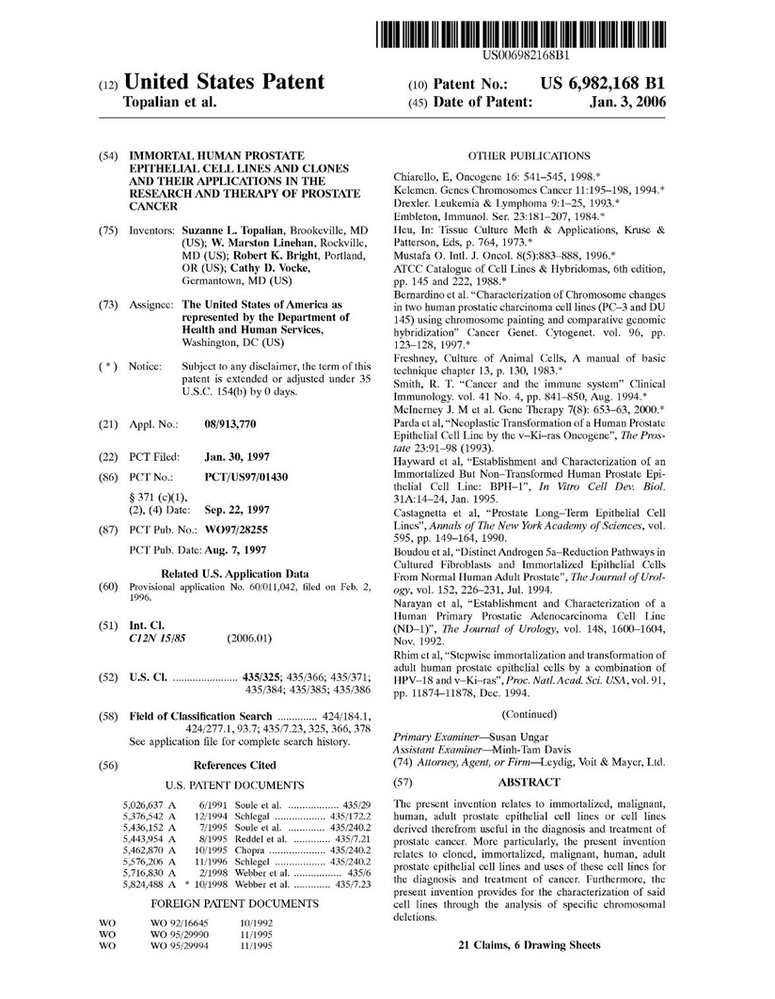 US006982168B1
(12) United States Patent
Topalian et al.
(10) Patent No.: US 6,982,168 B1
(45) Date of Patent: Jan. 3, 2006
(54) IMMORTAL HUMAN PROSTATE
EPITHELIAL CELL LINES AND CLONES
AND THEIR APPLICATIONS IN THE
RESEARCH AND THERAPY OF PROSTATE
CANCER
(75) Inventors: Suzanne L. Topalian, Brookeville, MD
(US); W. Marston Linehan, Rockville,
MD (US); Robert K. Bright, Portland,
OR (US); Cathy D. Vocke,
Germantown, MD (US)
(73) Assignee: The United States of America as
represented by the Department of
Health and Human Services,
Washington, DC (US)
( * ) Notice: Subject to any disclaimer, the term of this
patent is extended or adjusted under 35
U.S.C. 154(b) by 0 days.
(21) Appl. No.: 08/913,770
(22) PCT Filed: Jan. 30, 1997
(86) PCT No.: PCT/US97/01430
§ 371 (c)(1),
(2), (4) Date: Sep. 22, 1997
(87) PCT Pub. No.: WO97/28255
PCT Pub. Date: Aug. 7, 1997
Related U.S. Application Data
(60) Provisional application No. 60/011,042, filed on Feb. 2,
1996.
(51) Int. Cl.
C12N 15/85 (2006.01)
(52) U.S. Cl. ....................... 435/325; 435/366; 435/371;
435/384; 435/385; 435/386
(58) Field of Classification Search .............. 424/184.1,
424/277.1, 93.7; 435/7.23, 325, 366, 378
See application file for complete search history.
(56) References Cited
U.S. PATENT DOCUMENTS
5,026,637 A 6/1991 Soule et al. .................. 435/29
5,376,542 A 12/1994 Schlegal .................. 435/172.2
5,436,152 A 7/1995 Soule et al. ............. 435/240.2
5,443,954 A 8/1995 Reddel et al. ............. 435/7.21
5,462,870 A 10/1995 Chopra .................... 435/240.2
5,576,206 A 11/1996 Schlegel .................. 435/240.2
5,716,830 A 2/1998 Webber et al. ................. 435/6
5,824,488 A * 10/1998 Webber et al. ............. 435/7.23
FOREIGN PATENT DOCUMENTS
WO WO 92/16645 10/1992
WO WO 95/29990 11/1995
WO WO 95/29994 11/1995
OTHER PUBLICATIONS
Chiarello, E, Oncogene 16: 541–545, 1998.*
Kelemen. Genes Chromosomes Cancer 11:195–198, 1994.*
Drexler. Leukemia & Lymphoma 9:1–25, 1993.*
Embleton, Immunol. Ser. 23:181–207, 1984.*
Heu, In: Tissue Culture Meth & Applications, Kruse &
Patterson, Eds, p. 764, 1973.*
Mustafa O. Intl. J. Oncol. 8(5):883–888, 1996.*
ATCC Catalogue of Cell Lines & Hybridomas, 6th edition,
pp. 145 and 222, 1988.*
Bernardino et al. “Characterization of Chromosome changes
in two human prostatic charcinoma cell lines (PC–3 and DU
145) using chromosome painting and comparative genomic
hybridization” Cancer Genet. Cytogenet. vol. 96, pp.
123–128, 1997.*
Freshney, Culture of Animal Cells, A manual of basic
technique chapter 13, p. 130, 1983.*
Smith, R. T. “Cancer and the immune system” Clinical
Immunology. vol. 41 No. 4, pp. 841–850, Aug. 1994.*
McInerney J. M et al. Gene Therapy 7(8): 653–63, 2000.*
Parda et al, “Neoplastic Transformation of a Human Prostate
Epithelial Cell Line by the v–Ki–ras Oncogene”, The Pros-
tate 23:91–98 (1993).
Hayward et al, “Establishment and Characterization of an
Immortalized But Non–Transformed Human Prostate Epi-
thelial Cell Line: BPH–1”, In Vitro Cell Dev. Biol.
31A:14–24, Jan. 1995.
Castagnetta et al, “Prostate Long–Term Epithelial Cell
Lines”, Annals of The New York Academy of Sciences, vol.
595, pp. 149–164, 1990.
Boudou et al, “Distinct Androgen 5a–Reduction Pathways in
Cultured Fibroblasts and Immortalized Epithelial Cells
From Normal Human Adult Prostate”, The Journal of Urol-
ogy, vol. 152, 226–231, Jul. 1994.
Narayan et al, “Establishment and Characterization of a
Human Primary Prostatic Adenocarcinoma Cell Line
(ND–1)”, The Journal of Urology, vol. 148, 1600–1604,
Nov. 1992.
Rhim et al, “Stepwise immortalization and transformation of
adult human prostate epithelial cells by a combination of
HPV–18 and v–Ki–ras”, Proc. Natl. Acad. Sci. USA, vol. 91,
pp. 11874–11878, Dec. 1994.
(Continued)
Primary Examiner—Susan Ungar
Assistant Examiner—Minh-Tam Davis
(74) Attorney, Agent, or Firm—Leydig, Voit & Mayer, Ltd.
(57) ABSTRACT
The present invention relates to immortalized, malignant,
human, adult prostate epithelial cell lines or cell lines
derived therefrom useful in the diagnosis and treatment of
prostate cancer. More particularly, the present invention
relates to cloned, immortalized, malignant, human, adult
prostate epithelial cell lines and uses of these cell lines for
the diagnosis and treatment of cancer. Furthermore, the
present invention provides for the characterization of said
cell lines through the analysis of specific chromosomal
deletions.
21 Claims, 6 Drawing Sheets